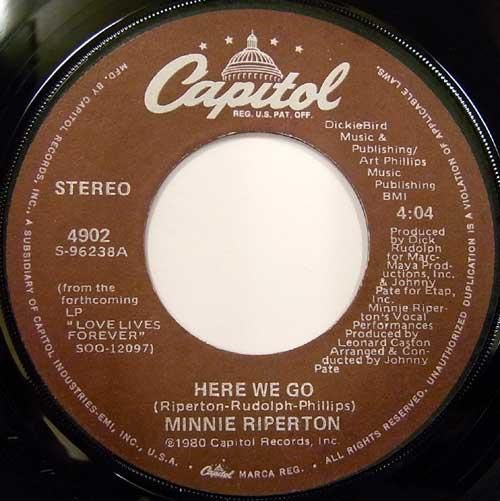 Capitol
REG. U.S. PAT. OFF.
DickieBird
Music &
Publishing/
Art Phillips
Music
Publishing
BMI
STEREO
4:04
4902
S-96238A
Produced
by Dick
Rudolph
for Marc-
Maya Prod-
uctions, Inc.
& Johnny
Pate for Etap,
Inc.
Minnie Riper-
ton's Vocal
Performances
Produced by
Leonard Caston
Arranged & Con-
ducted by Johnny
Pate
(from the
forthcoming
LP
"LOVE LIVES
FOREVER"
SOO-12097)
HERE WE GO
(Riperton-Rudolph-Phillips)
MINNIE RIPERTON
℗1980 Capitol Records, Inc.
MFD. BY CAPITOL RECORDS, INC., A SUBSIDIARY OF CAPITOL INDUSTRIES-EMI, INC., U.S.A. • Capitol MARCA REG. • ALL RIGHTS RESERVED. UNAUTHORIZED DUPLICATION IS A VIOLATION OF APPLICABLE LAWS.